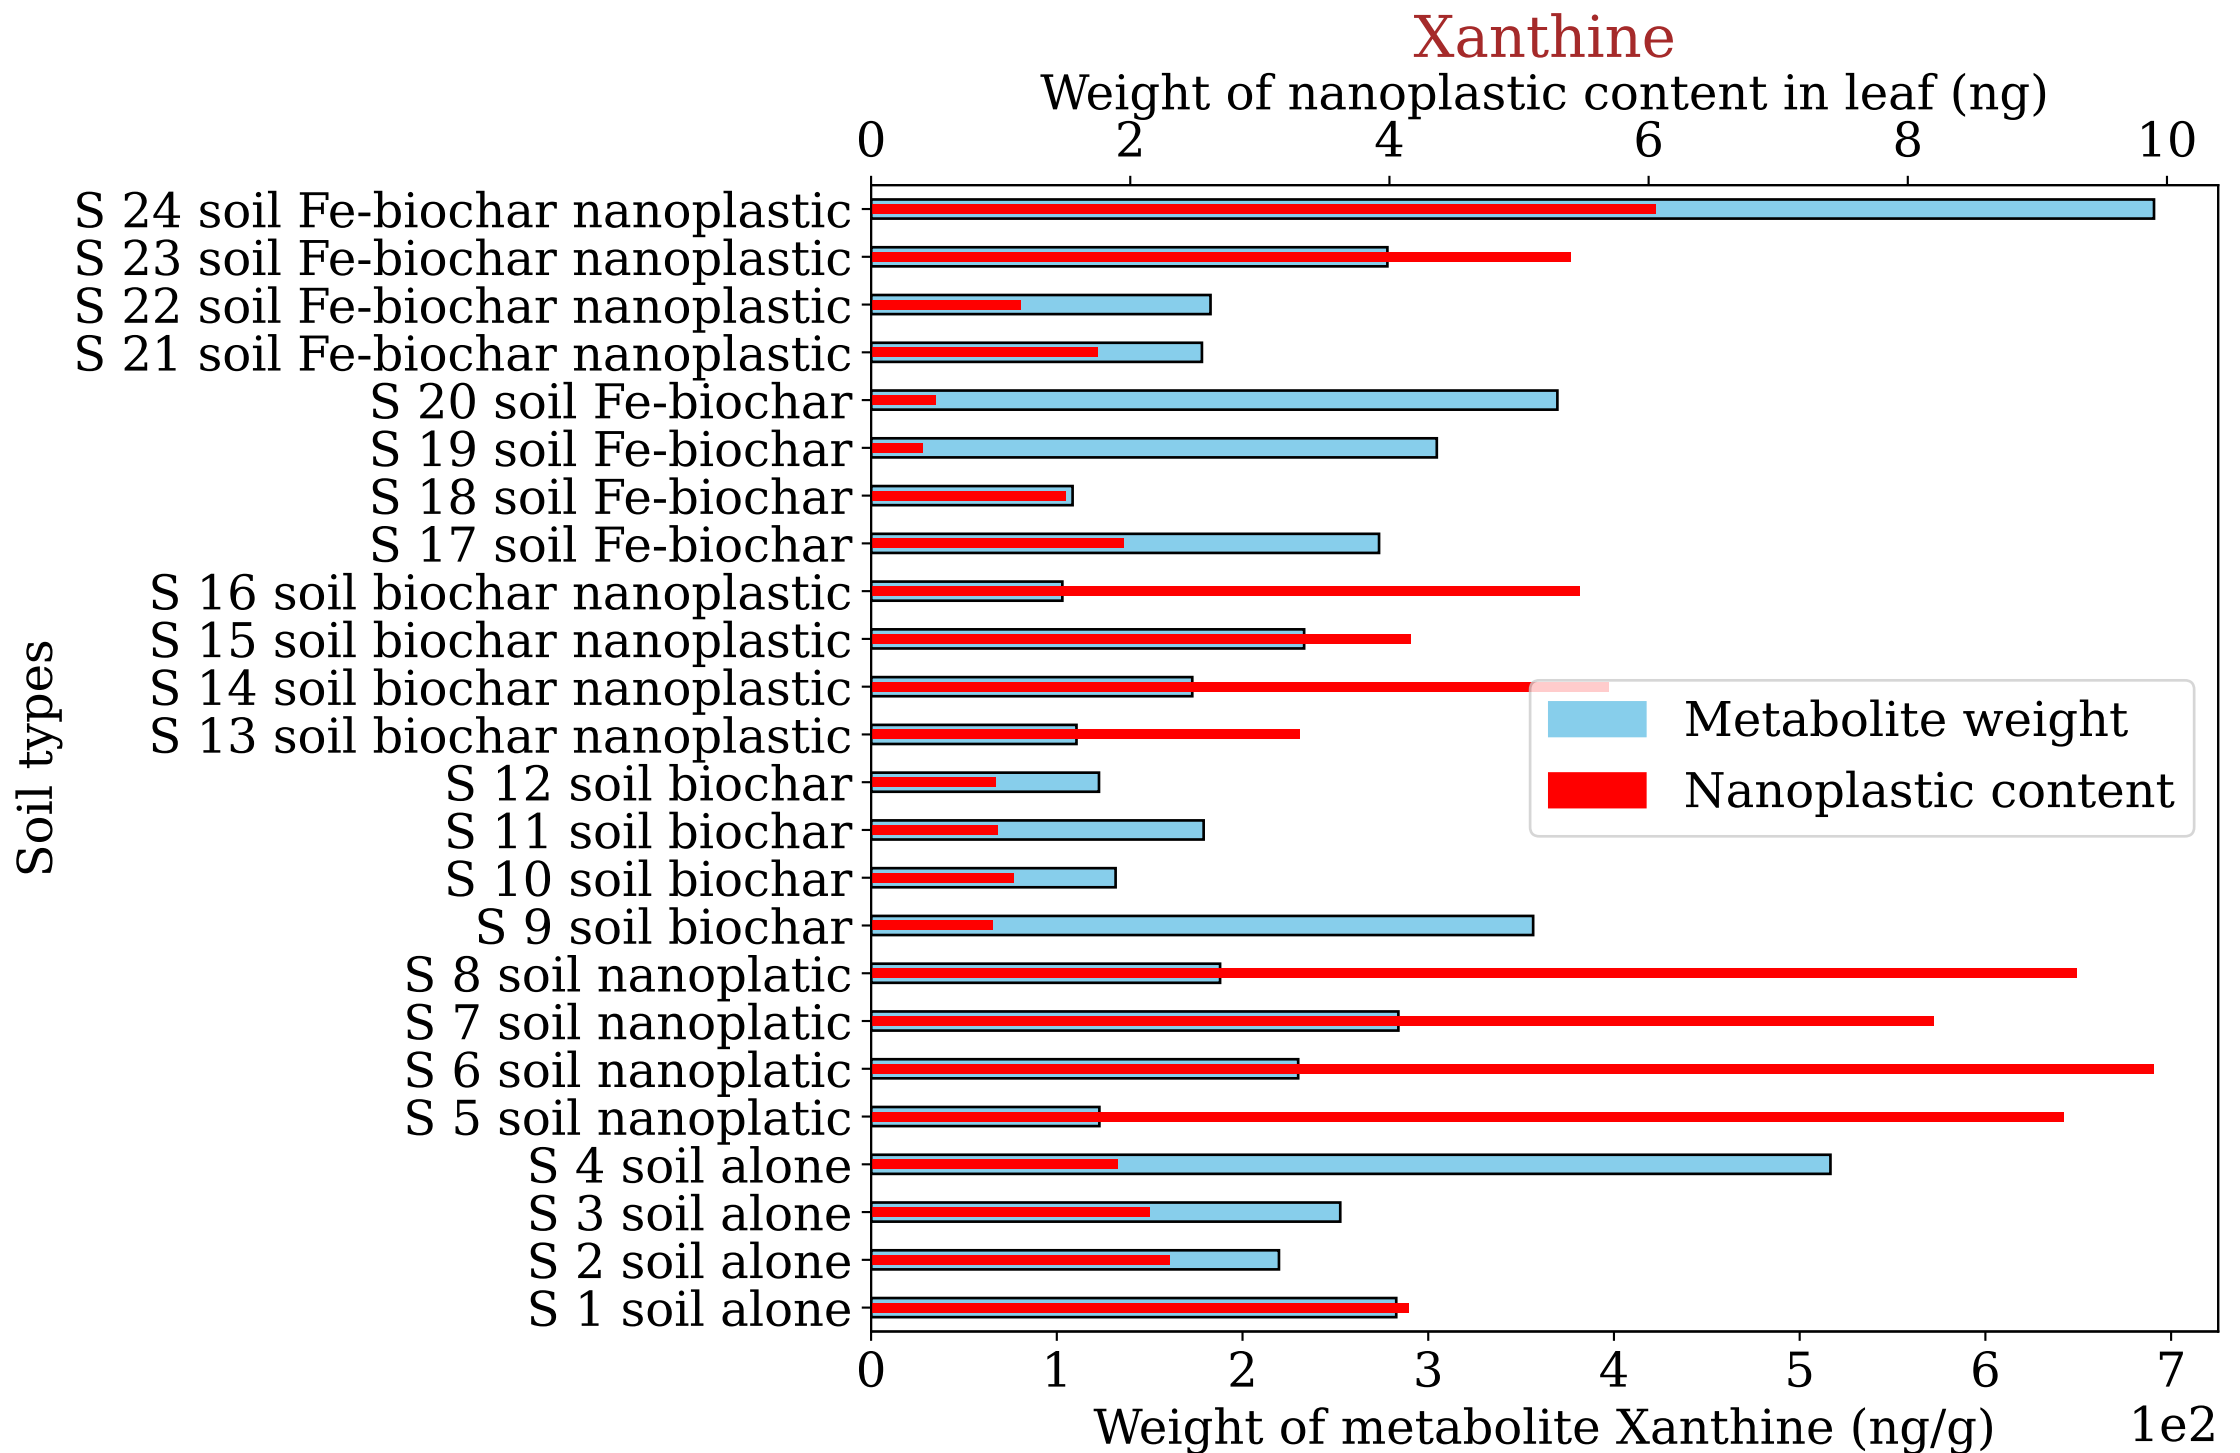 Xanthine
Weight of nanoplastic content in leaf (ng)
0 2 4 6 8 10
S 24 soil Fe-biochar nanoplastic
S 23 soil Fe-biochar nanoplastic
S 22 soil Fe-biochar nanoplastic
S 21 soil Fe-biochar nanoplastic
S 20 soil Fe-biochar
S 19 soil Fe-biochar
S 18 soil Fe-biochar
S 17 soil Fe-biochar
S 16 soil biochar nanoplastic
S 15 soil biochar nanoplastic
S 14 soil biochar nanoplastic
S 13 soil biochar nanoplastic
S 12 soil biochar
S 11 soil biochar
S 10 soil biochar
S 9 soil biochar
S 8 soil nanoplatic
S 7 soil nanoplatic
S 6 soil nanoplatic
S 5 soil nanoplatic
S 4 soil alone
S 3 soil alone
S 2 soil alone
S 1 soil alone
Soil types
Metabolite weight
Nanoplastic content
0 1 2 3 4 5 6 7
Weight of metabolite Xanthine (ng/g)
1e2